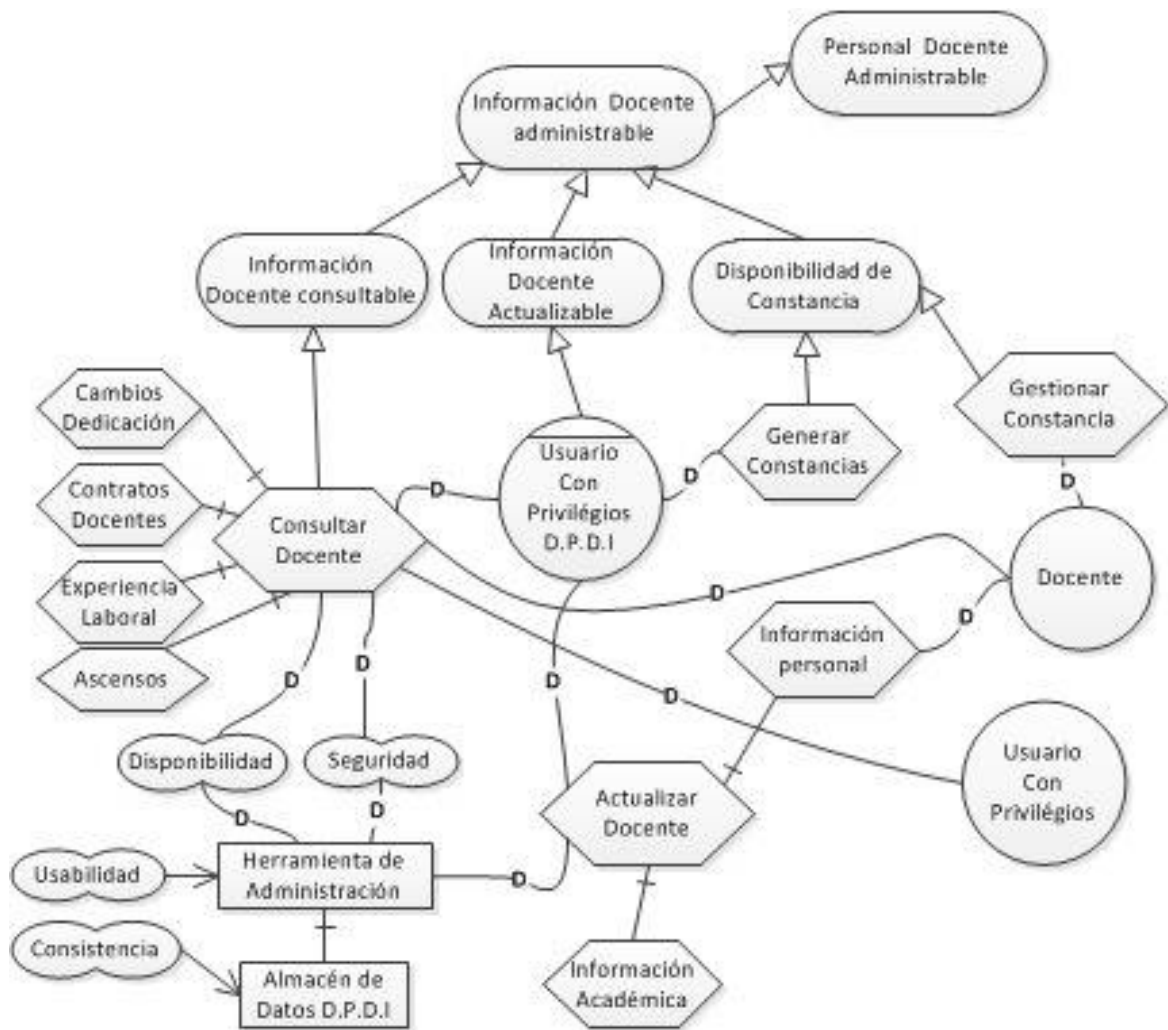 Personal Docente
Administrable
Información Docente
administrable
Información
Docente consultable
Información
Docente
Actualizable
Disponibilidad de
Constancia
Cambios
Dedicación
Gestionar
Constancia
Usuario
Con
Privilégios
D.P.D.I
Generar
Constancias
D
D
D
Contratos
Docentes
Consultar
Docente
Experiencia
Laboral
Docente
D
D
Información
personal
Ascensos
D
D
D
D
Disponibilidad
Seguridad
Usuario
Con
Privilégios
Actualizar
Docente
D
D
Usabilidad
Herramienta de
Administración
D
Consistencia
Almacén de
Datos D.P.D.I
Información
Académica